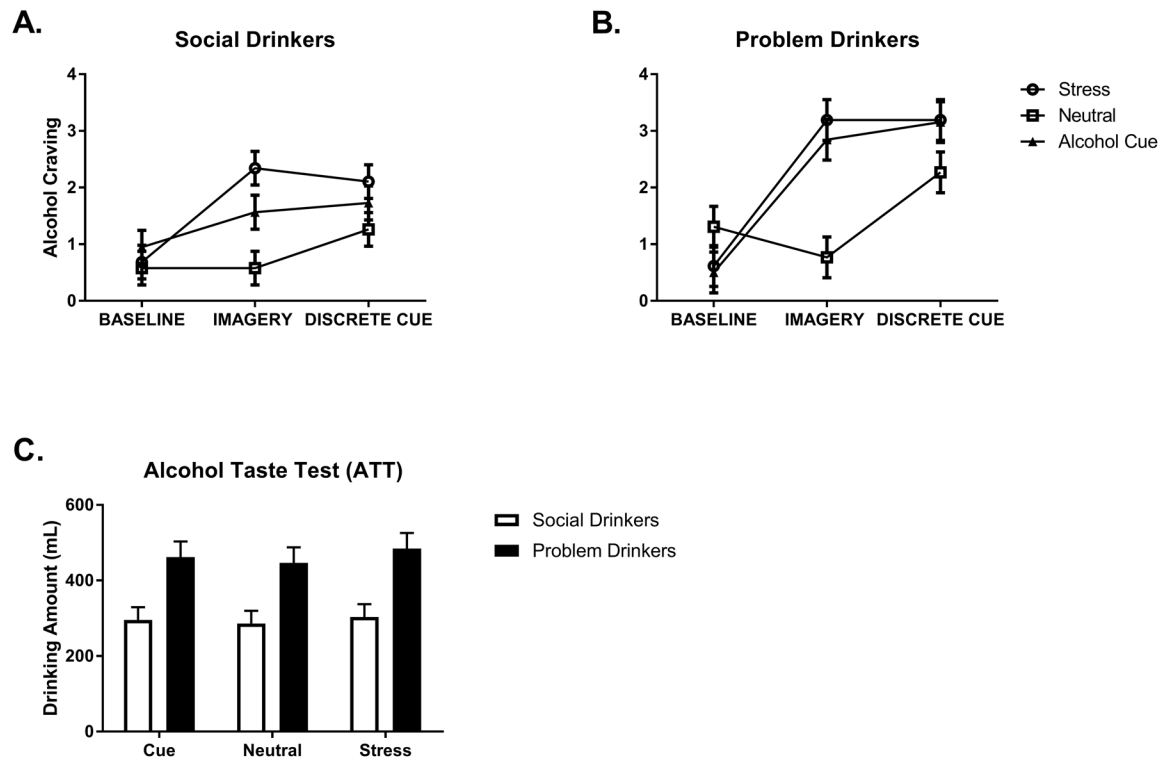 A.
Social Drinkers
4
3
2
1
0
Alcohol Craving
BASELINE IMAGERY DISCRETE CUE
B.
Problem Drinkers
4
3
2
1
0
BASELINE IMAGERY DISCRETE CUE
Stress
Neutral
Alcohol Cue
C.
Alcohol Taste Test (ATT)
600
400
200
0
Drinking Amount (mL)
Cue Neutral Stress
Social Drinkers
Problem Drinkers